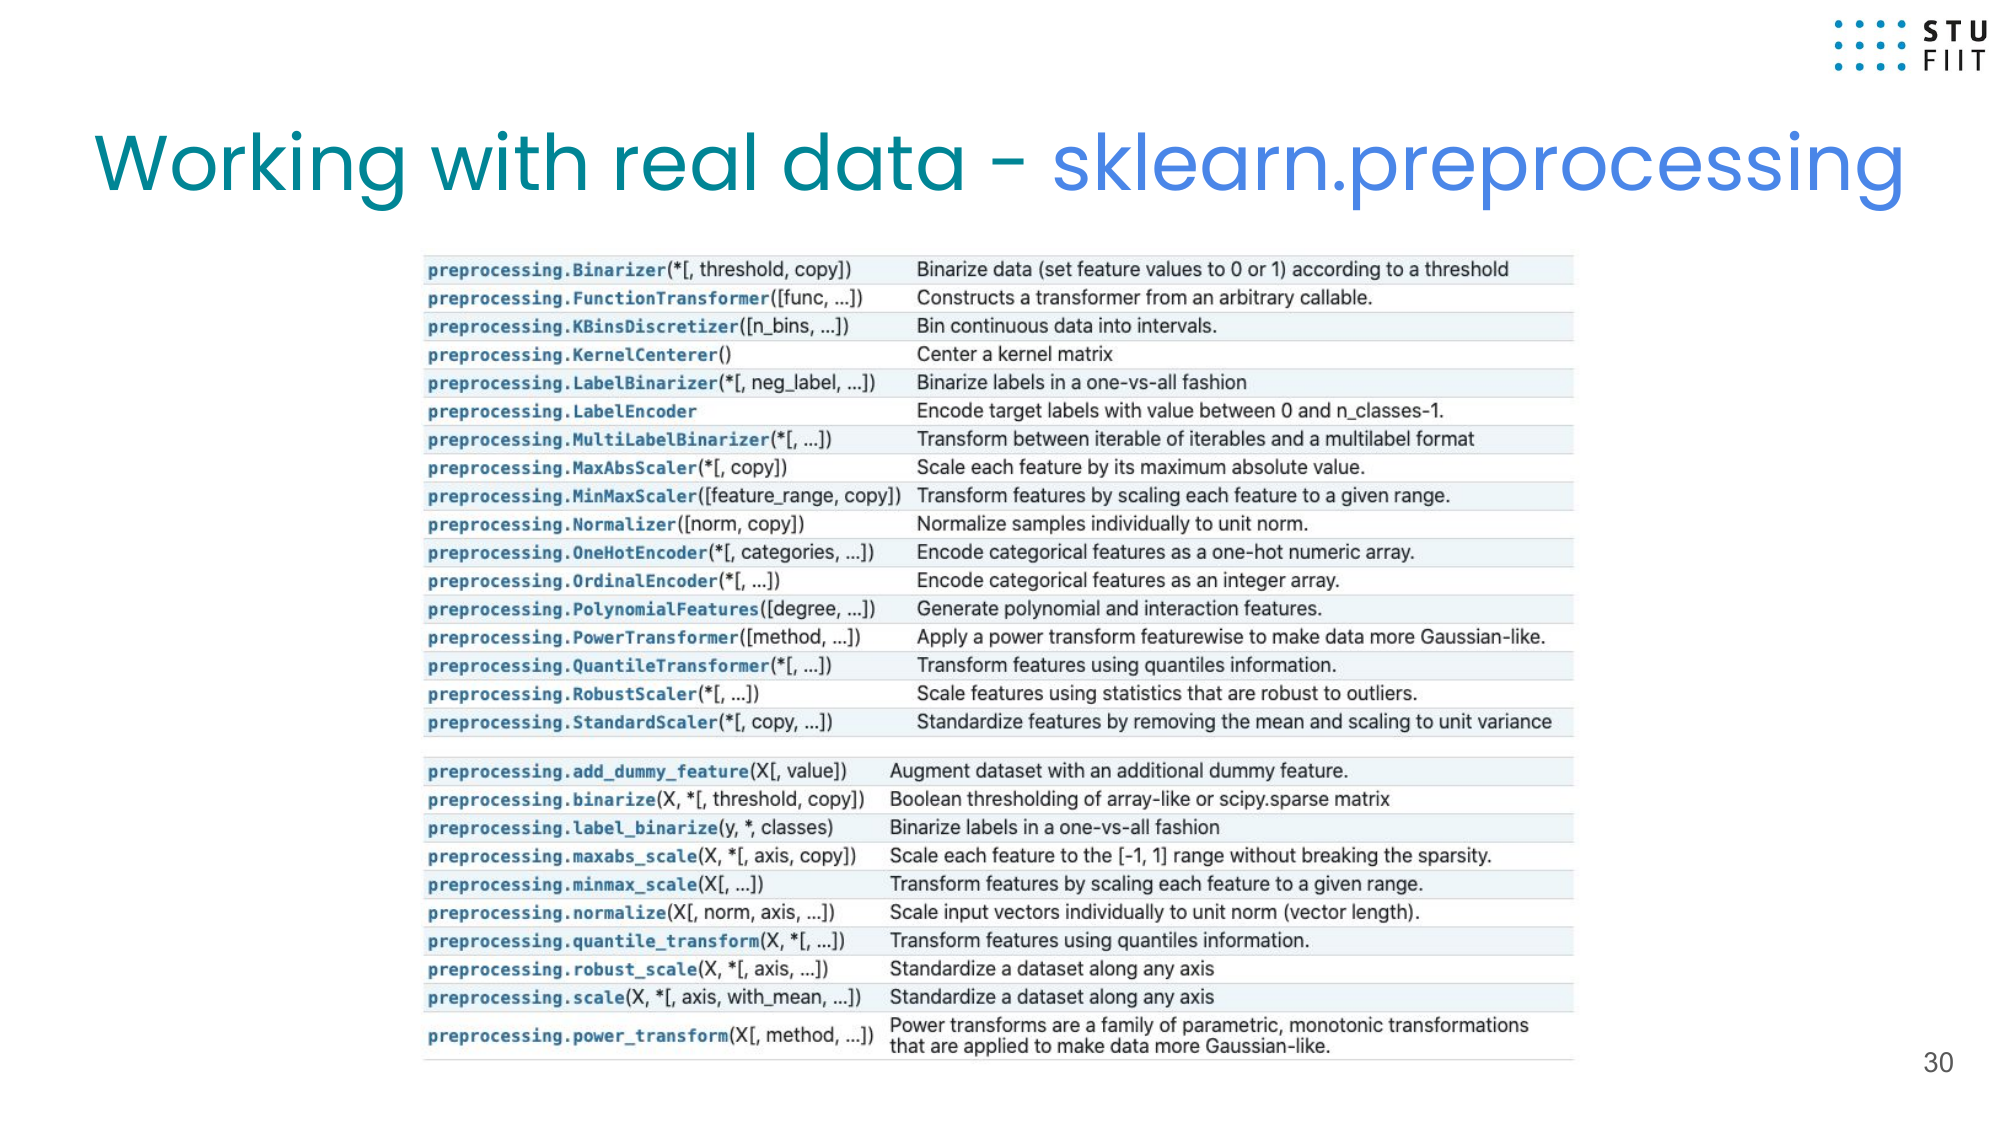 STU
FIIT
Working with real data - sklearn.preprocessing
preprocessing.Binarizer(*[, threshold, copy]) Binarize data (set feature values to 0 or 1) according to a threshold
preprocessing.FunctionTransformer([func, ...]) Constructs a transformer from an arbitrary callable.
preprocessing.KBinsDiscretizer([n_bins, ...]) Bin continuous data into intervals.
preprocessing.KernelCenterer() Center a kernel matrix
preprocessing.LabelBinarizer(*[, neg_label, ...]) Binarize labels in a one-vs-all fashion
preprocessing.LabelEncoder Encode target labels with value between 0 and n_classes-1.
preprocessing.MultiLabelBinarizer(*[, ...]) Transform between iterable of iterables and a multilabel format
preprocessing.MaxAbsScaler(*[, copy]) Scale each feature by its maximum absolute value.
preprocessing.MinMaxScaler([feature_range, copy]) Transform features by scaling each feature to a given range.
preprocessing.Normalizer([norm, copy]) Normalize samples individually to unit norm.
preprocessing.OneHotEncoder(*[, categories, ...]) Encode categorical features as a one-hot numeric array.
preprocessing.OrdinalEncoder(*[, ...]) Encode categorical features as an integer array.
preprocessing.PolynomialFeatures([degree, ...]) Generate polynomial and interaction features.
preprocessing.PowerTransformer([method, ...]) Apply a power transform featurewise to make data more Gaussian-like.
preprocessing.QuantileTransformer(*[, ...]) Transform features using quantiles information.
preprocessing.RobustScaler(*[, ...]) Scale features using statistics that are robust to outliers.
preprocessing.StandardScaler(*[, copy, ...]) Standardize features by removing the mean and scaling to unit variance
preprocessing.add_dummy_feature(X[, value]) Augment dataset with an additional dummy feature.
preprocessing.binarize(X, *[, threshold, copy]) Boolean thresholding of array-like or scipy.sparse matrix
preprocessing.label_binarize(y, *, classes) Binarize labels in a one-vs-all fashion
preprocessing.maxabs_scale(X, *[, axis, copy]) Scale each feature to the [-1, 1] range without breaking the sparsity.
preprocessing.minmax_scale(X[, ...]) Transform features by scaling each feature to a given range.
preprocessing.normalize(X[, norm, axis, ...]) Scale input vectors individually to unit norm (vector length).
preprocessing.quantile_transform(X, *[, ...]) Transform features using quantiles information.
preprocessing.robust_scale(X, *[, axis, ...]) Standardize a dataset along any axis
preprocessing.scale(X, *[, axis, with_mean, ...]) Standardize a dataset along any axis
preprocessing.power_transform(X[, method, ...]) Power transforms are a family of parametric, monotonic transformations
that are applied to make data more Gaussian-like.
30